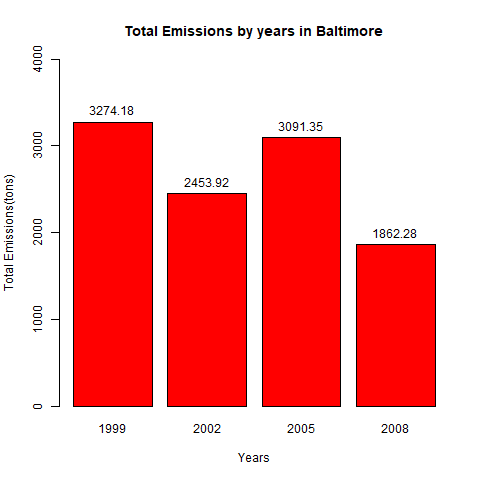 Total Emissions by years in Baltimore
Total Emissions(tons)
4000
3000
2000
1000
0
3274.18
2453.92
3091.35
1862.28
1999 2002 2005 2008
Years